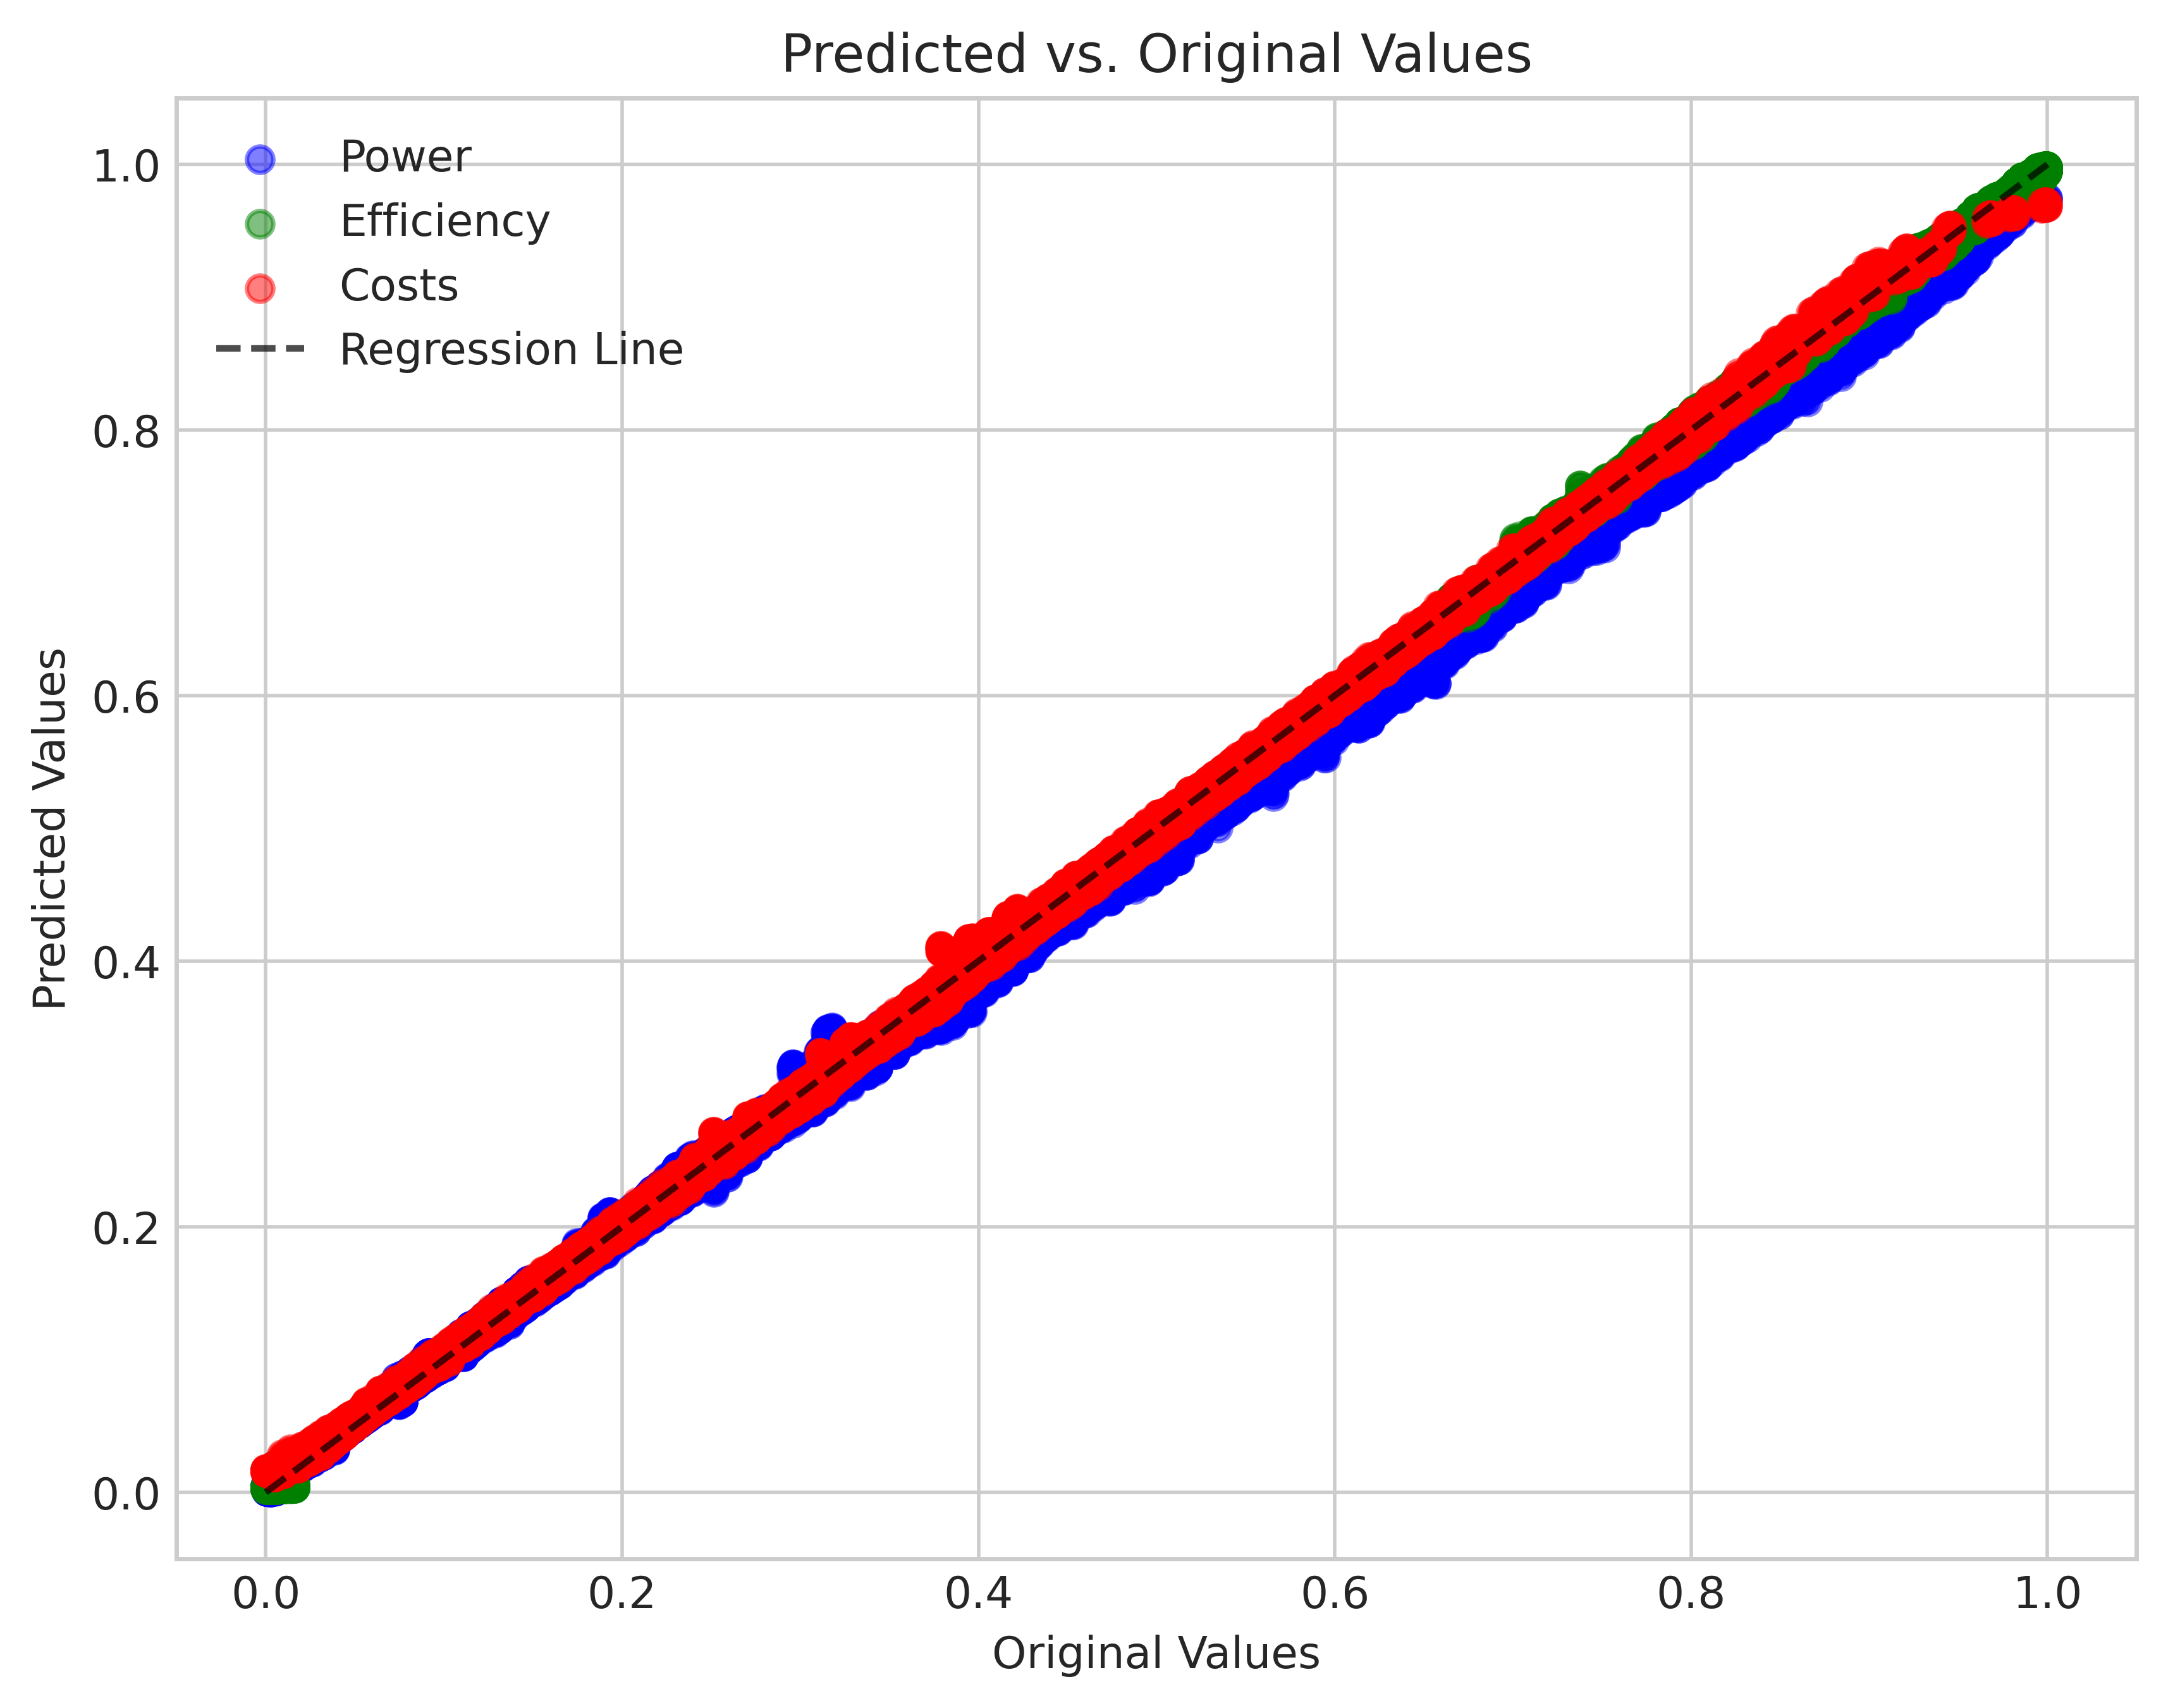 Predicted vs. Original Values
Power
Efficiency
Costs
Regression Line
Predicted Values
1.0
0.8
0.6
0.4
0.2
0.0
0.0 0.2 0.4 0.6 0.8 1.0
Original Values